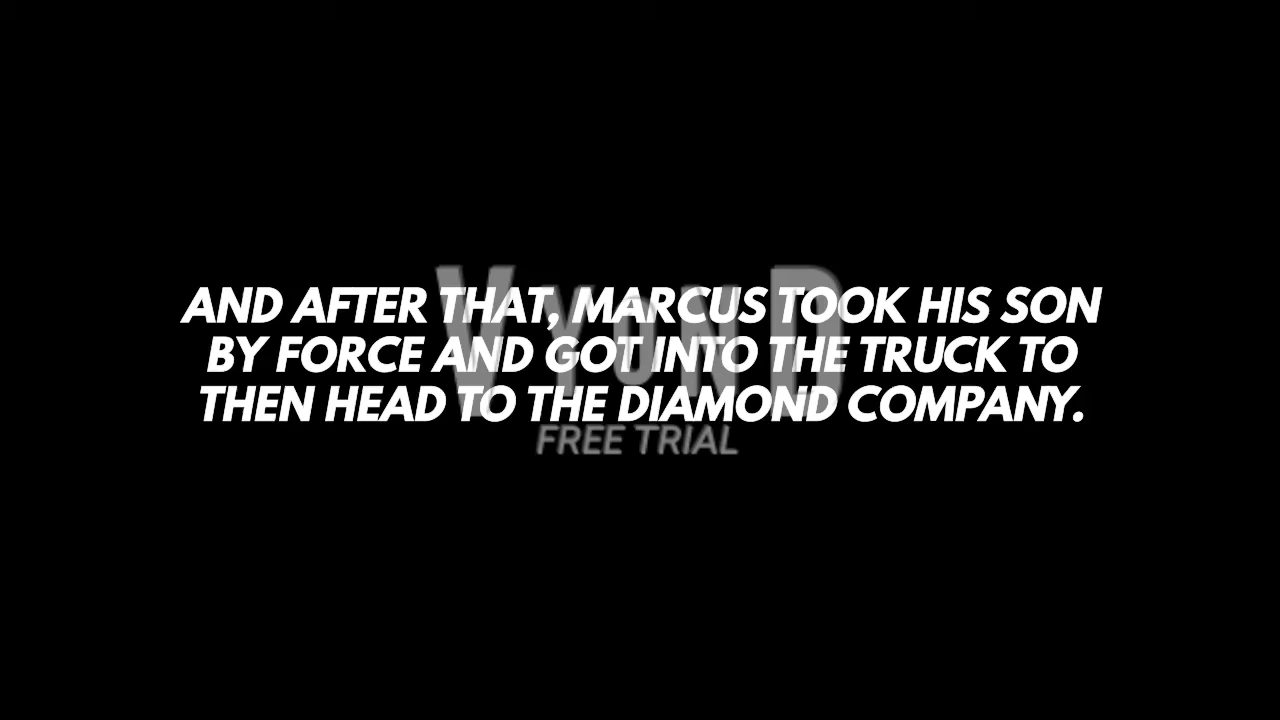 AND AFTER THAT, MARCUS TOOK HIS SON
BY FORCE AND GOT INTO THE TRUCK TO
THEN HEAD TO THE DIAMOND COMPANY.
VYOND
FREE TRIAL